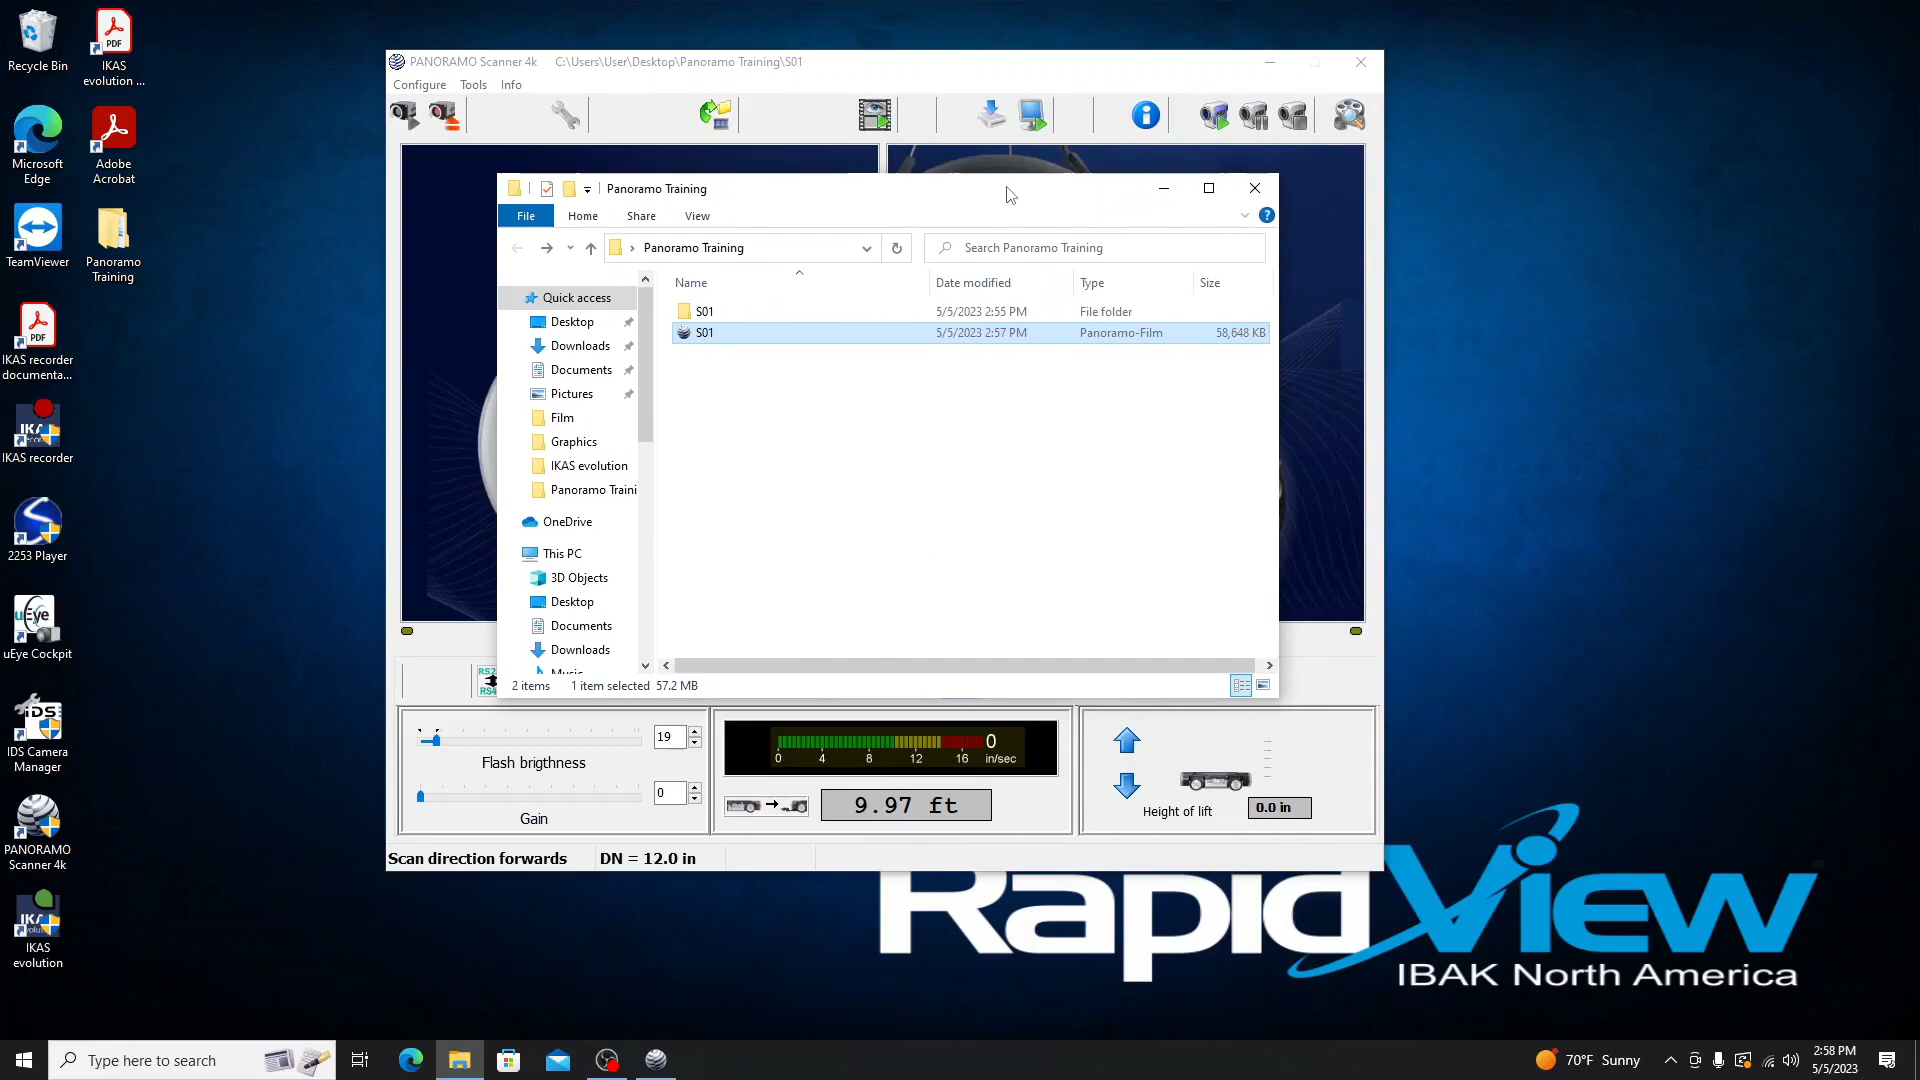 Recycle Bin
IKAS
evolution ...
Microsoft
Edge
Adobe
Acrobat
TeamViewer
Panoramo
Training
IKAS recorder
documenta...
IKAS recorder
2253 Player
uEye
uEye Cockpit
iDS
IDS Camera
Manager
PANORAMO
Scanner 4k
IKAS
evolution
PANORAMO Scanner 4k C:\Users\User\Desktop\Panoramo Training\S01
Configure Tools Info
Panoramo Training
File Home Share View
Panoramo Training
Search Panoramo Training
Name Date modified Type Size
S01 5/5/2023 2:55 PM File folder
S01 5/5/2023 2:57 PM Panoramo-Film 58,648 KB
Quick access
Desktop
Downloads
Documents
Pictures
Film
Graphics
IKAS evolution
Panoramo Traini
OneDrive
This PC
3D Objects
Desktop
Documents
Downloads
2 items 1 item selected 57.2 MB
19
Flash brigthness
0
Gain
0
0 4 8 12 16 in/sec
9.97 ft
Height of lift 0.0 in
Scan direction forwards DN = 12.0 in
RapidView
IBAK North America
Type here to search
70°F Sunny
2:58 PM
5/5/2023